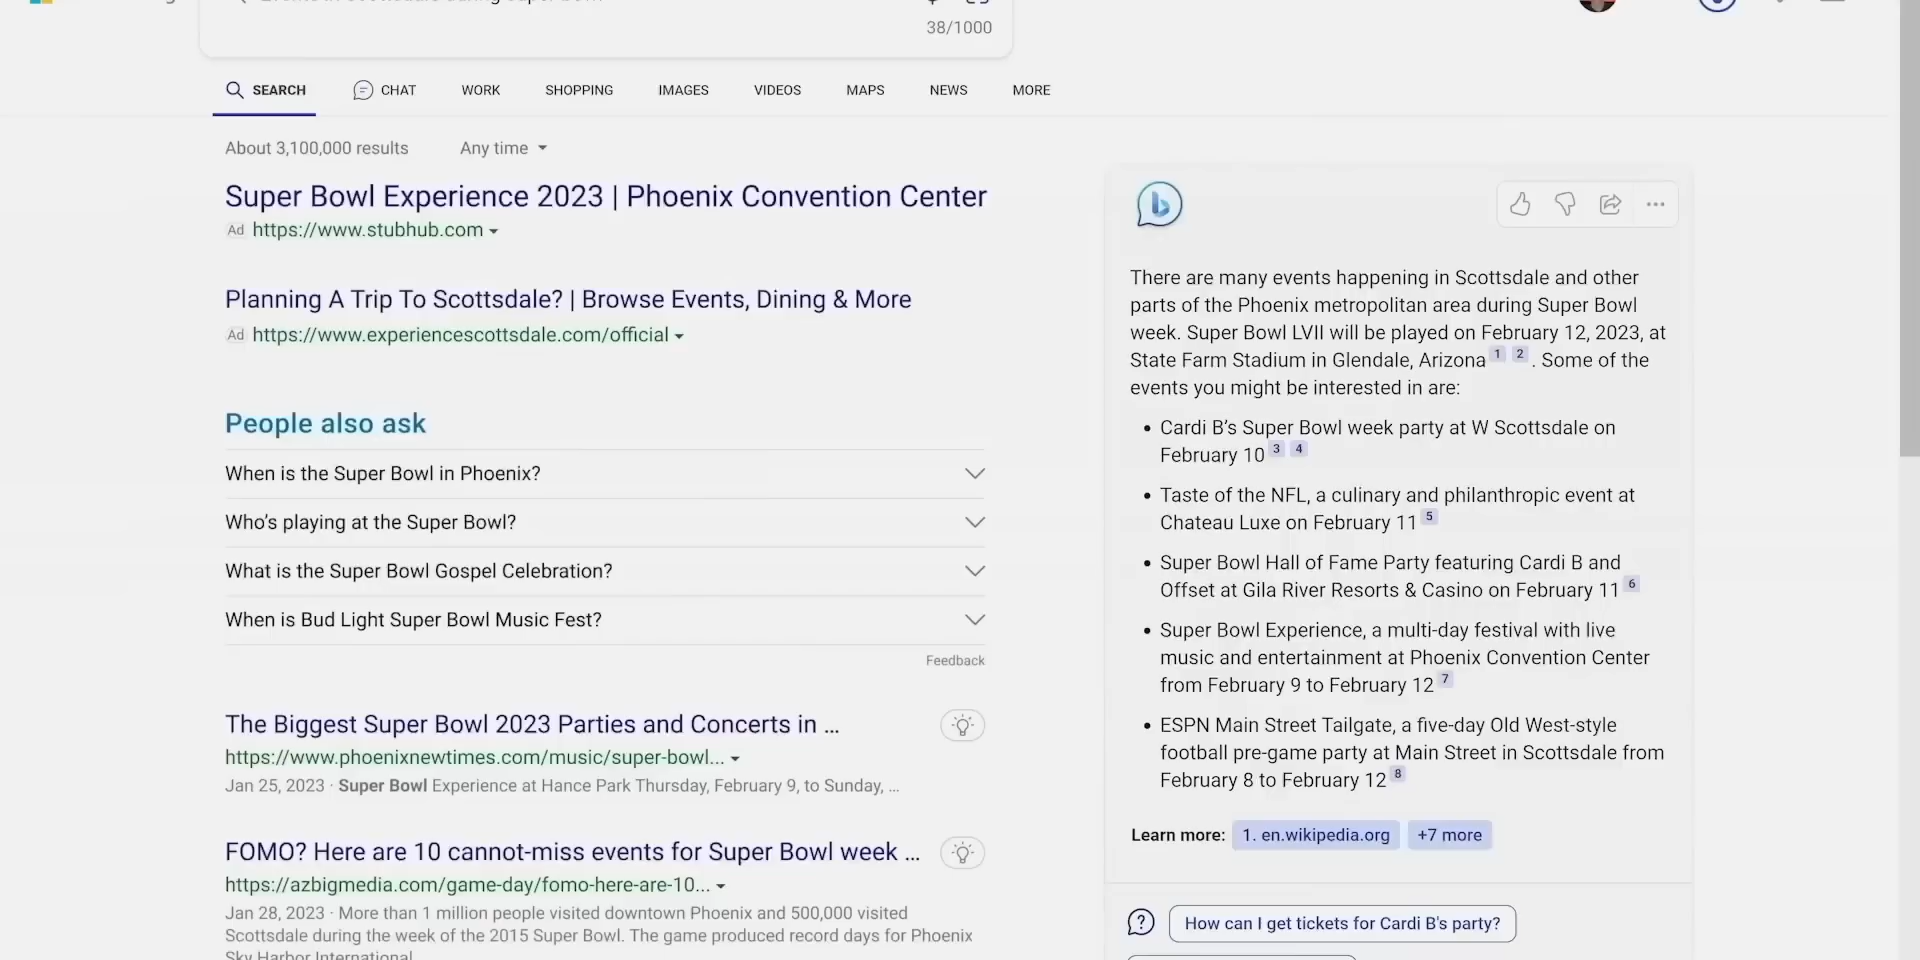 38/1000
SEARCH
CHAT
WORK
SHOPPING
IMAGES
VIDEOS
MAPS
NEWS
MORE
About 3,100,000 results
Any time
Super Bowl Experience 2023 | Phoenix Convention Center
Ad https://www.stubhub.com
Planning A Trip To Scottsdale? | Browse Events, Dining & More
Ad https://www.experiencescottsdale.com/official
People also ask
When is the Super Bowl in Phoenix?
Who's playing at the Super Bowl?
What is the Super Bowl Gospel Celebration?
When is Bud Light Super Bowl Music Fest?
Feedback
The Biggest Super Bowl 2023 Parties and Concerts in ...
https://www.phoenixnewtimes.com/music/super-bowl...
Jan 25, 2023 · Super Bowl Experience at Hance Park Thursday, February 9, to Sunday, ...
FOMO? Here are 10 cannot-miss events for Super Bowl week ...
https://azbigmedia.com/game-day/fomo-here-are-10...
Jan 28, 2023 · More than 1 million people visited downtown Phoenix and 500,000 visited
Scottsdale during the week of the 2015 Super Bowl. The game produced record days for Phoenix
Sky Harbor International
There are many events happening in Scottsdale and other
parts of the Phoenix metropolitan area during Super Bowl
week. Super Bowl LVII will be played on February 12, 2023, at
State Farm Stadium in Glendale, Arizona 1 2 . Some of the
events you might be interested in are:
• Cardi B's Super Bowl week party at W Scottsdale on
February 10 3 4
• Taste of the NFL, a culinary and philanthropic event at
Chateau Luxe on February 11 5
• Super Bowl Hall of Fame Party featuring Cardi B and
Offset at Gila River Resorts & Casino on February 11 6
• Super Bowl Experience, a multi-day festival with live
music and entertainment at Phoenix Convention Center
from February 9 to February 12 7
• ESPN Main Street Tailgate, a five-day Old West-style
football pre-game party at Main Street in Scottsdale from
February 8 to February 12 8
Learn more: 1. en.wikipedia.org +7 more
How can I get tickets for Cardi B's party?